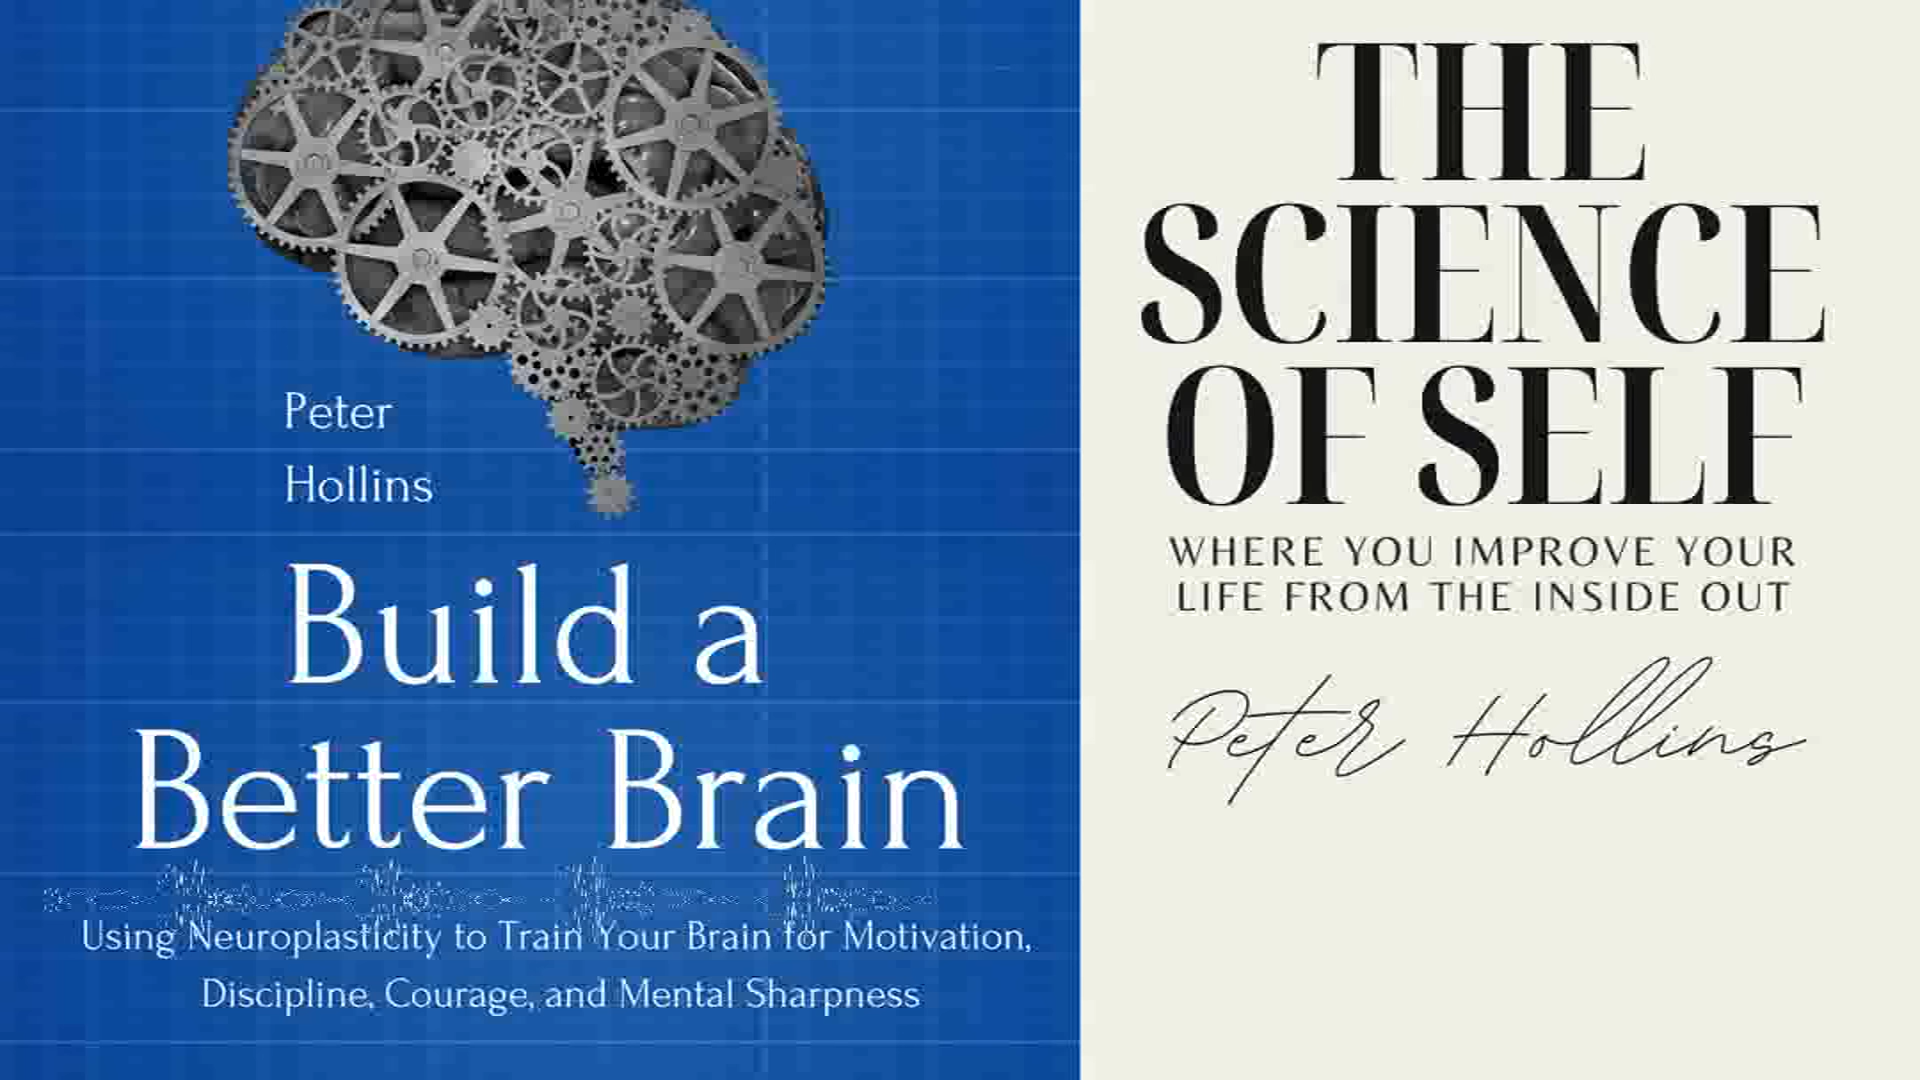 Peter
Hollins
Build a
Better Brain
Using Neuroplasticity to Train Your Brain for Motivation,
Discipline, Courage, and Mental Sharpness
THE
SCIENCE
OF SELF
WHERE YOU IMPROVE YOUR
LIFE FROM THE INSIDE OUT
Peter Hollins